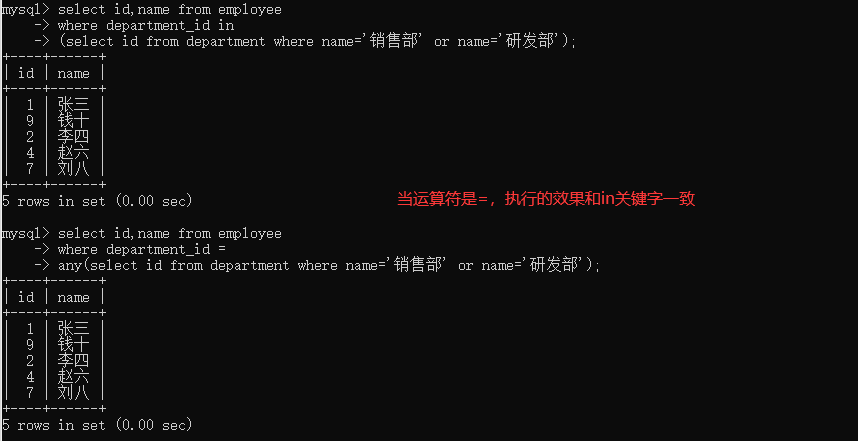 mysql> select id,name from employee
    -> where department_id in
    -> (select id from department where name='销售部' or name='研发部');
+----+------+
| id | name |
+----+------+
|  1 | 张三 |
|  9 | 钱十 |
|  2 | 李四 |
|  4 | 赵六 |
|  7 | 刘八 |
+----+------+
5 rows in set (0.00 sec)
当运算符是=，执行的效果和in关键字一致
mysql> select id,name from employee
    -> where department_id =
    -> any(select id from department where name='销售部' or name='研发部');
+----+------+
| id | name |
+----+------+
|  1 | 张三 |
|  9 | 钱十 |
|  2 | 李四 |
|  4 | 赵六 |
|  7 | 刘八 |
+----+------+
5 rows in set (0.00 sec)